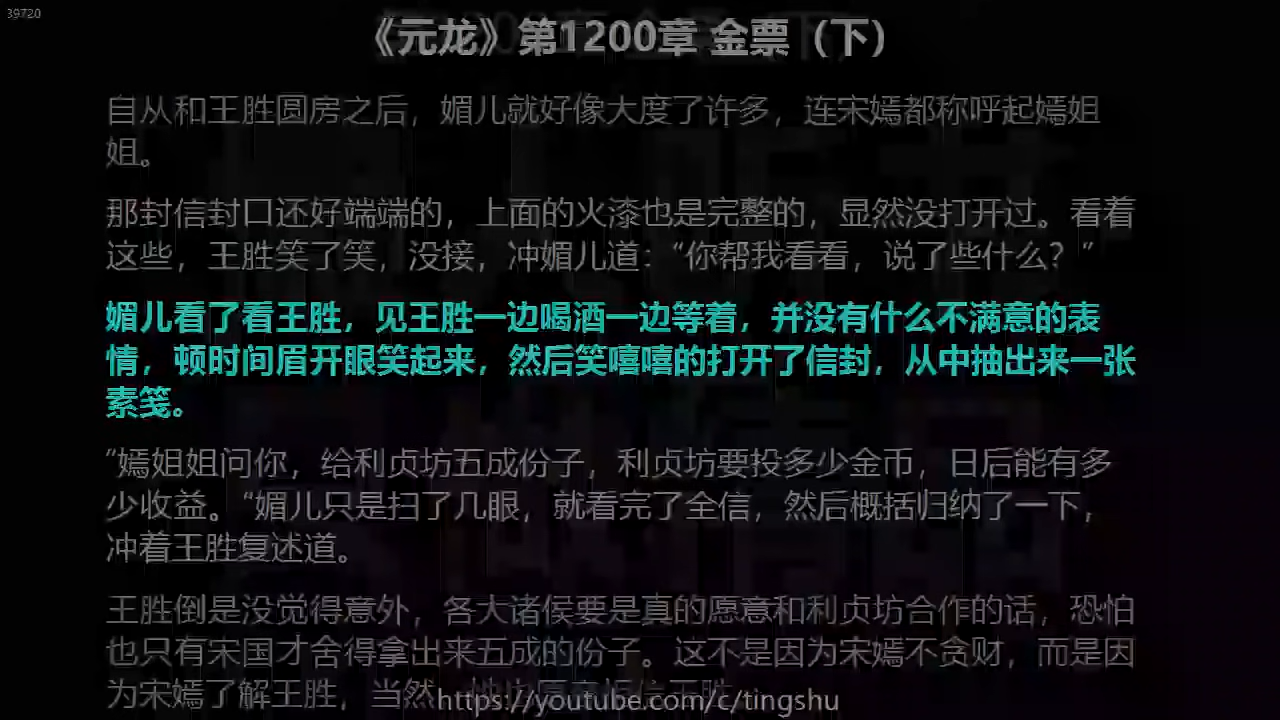 39720
《元龙》第1200章 金票（下）
自从和王胜圆房之后，媚儿就好像大度了许多，连宋嫣都称呼起嫣姐
姐。
那封信封口还好端端的，上面的火漆也是完整的，显然没打开过。看着
这些，王胜笑了笑，没接，冲媚儿道：“你帮我看看，说了些什么？”
媚儿看了看王胜，见王胜一边喝酒一边等着，并没有什么不满意的表
情，顿时间眉开眼笑起来，然后笑嘻嘻的打开了信封，从中抽出来一张
素笺。
“嫣姐姐问你，给利贞坊五成份子，利贞坊要投多少金币，日后能有多
少收益。“媚儿只是扫了几眼，就看完了全信，然后概括归纳了一下，
冲着王胜复述道。
王胜倒是没觉得意外，各大诸侯要是真的愿意和利贞坊合作的话，恐怕
也只有宋国才舍得拿出来五成的份子。这不是因为宋嫣不贪财，而是因
为宋嫣了解王胜，当然
https://youtube.com/c/tingshu